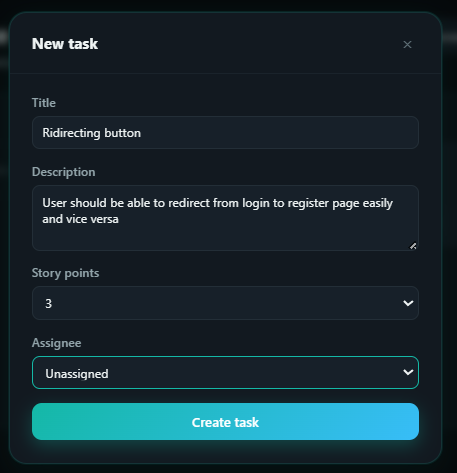 New task
×
Title
Ridirecting button
Description
User should be able to redirect from login to register page easily
and vice versa
Story points
3
Assignee
Unassigned
Create task